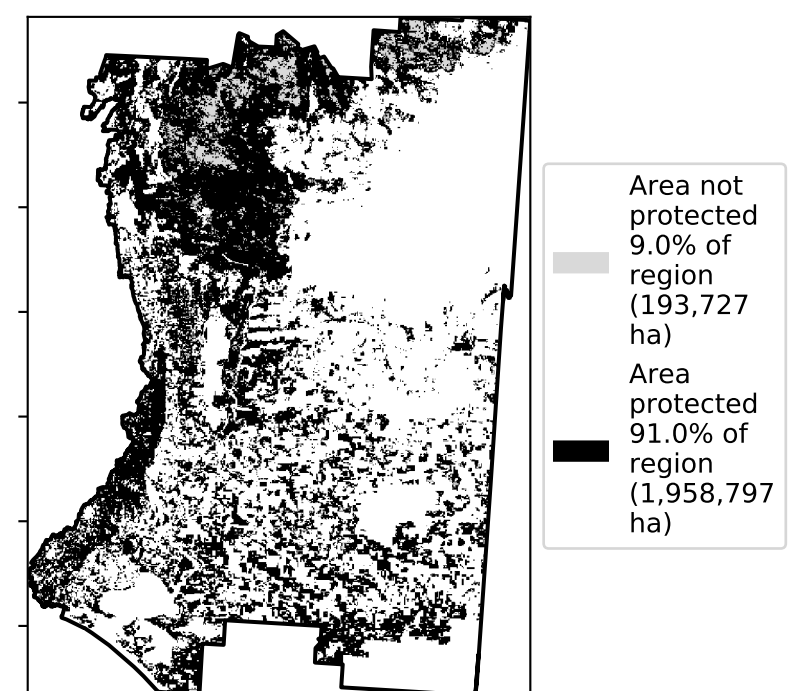 Area not
protected
9.0% of
region
(193,727
ha)
Area
protected
91.0% of
region
(1,958,797
ha)